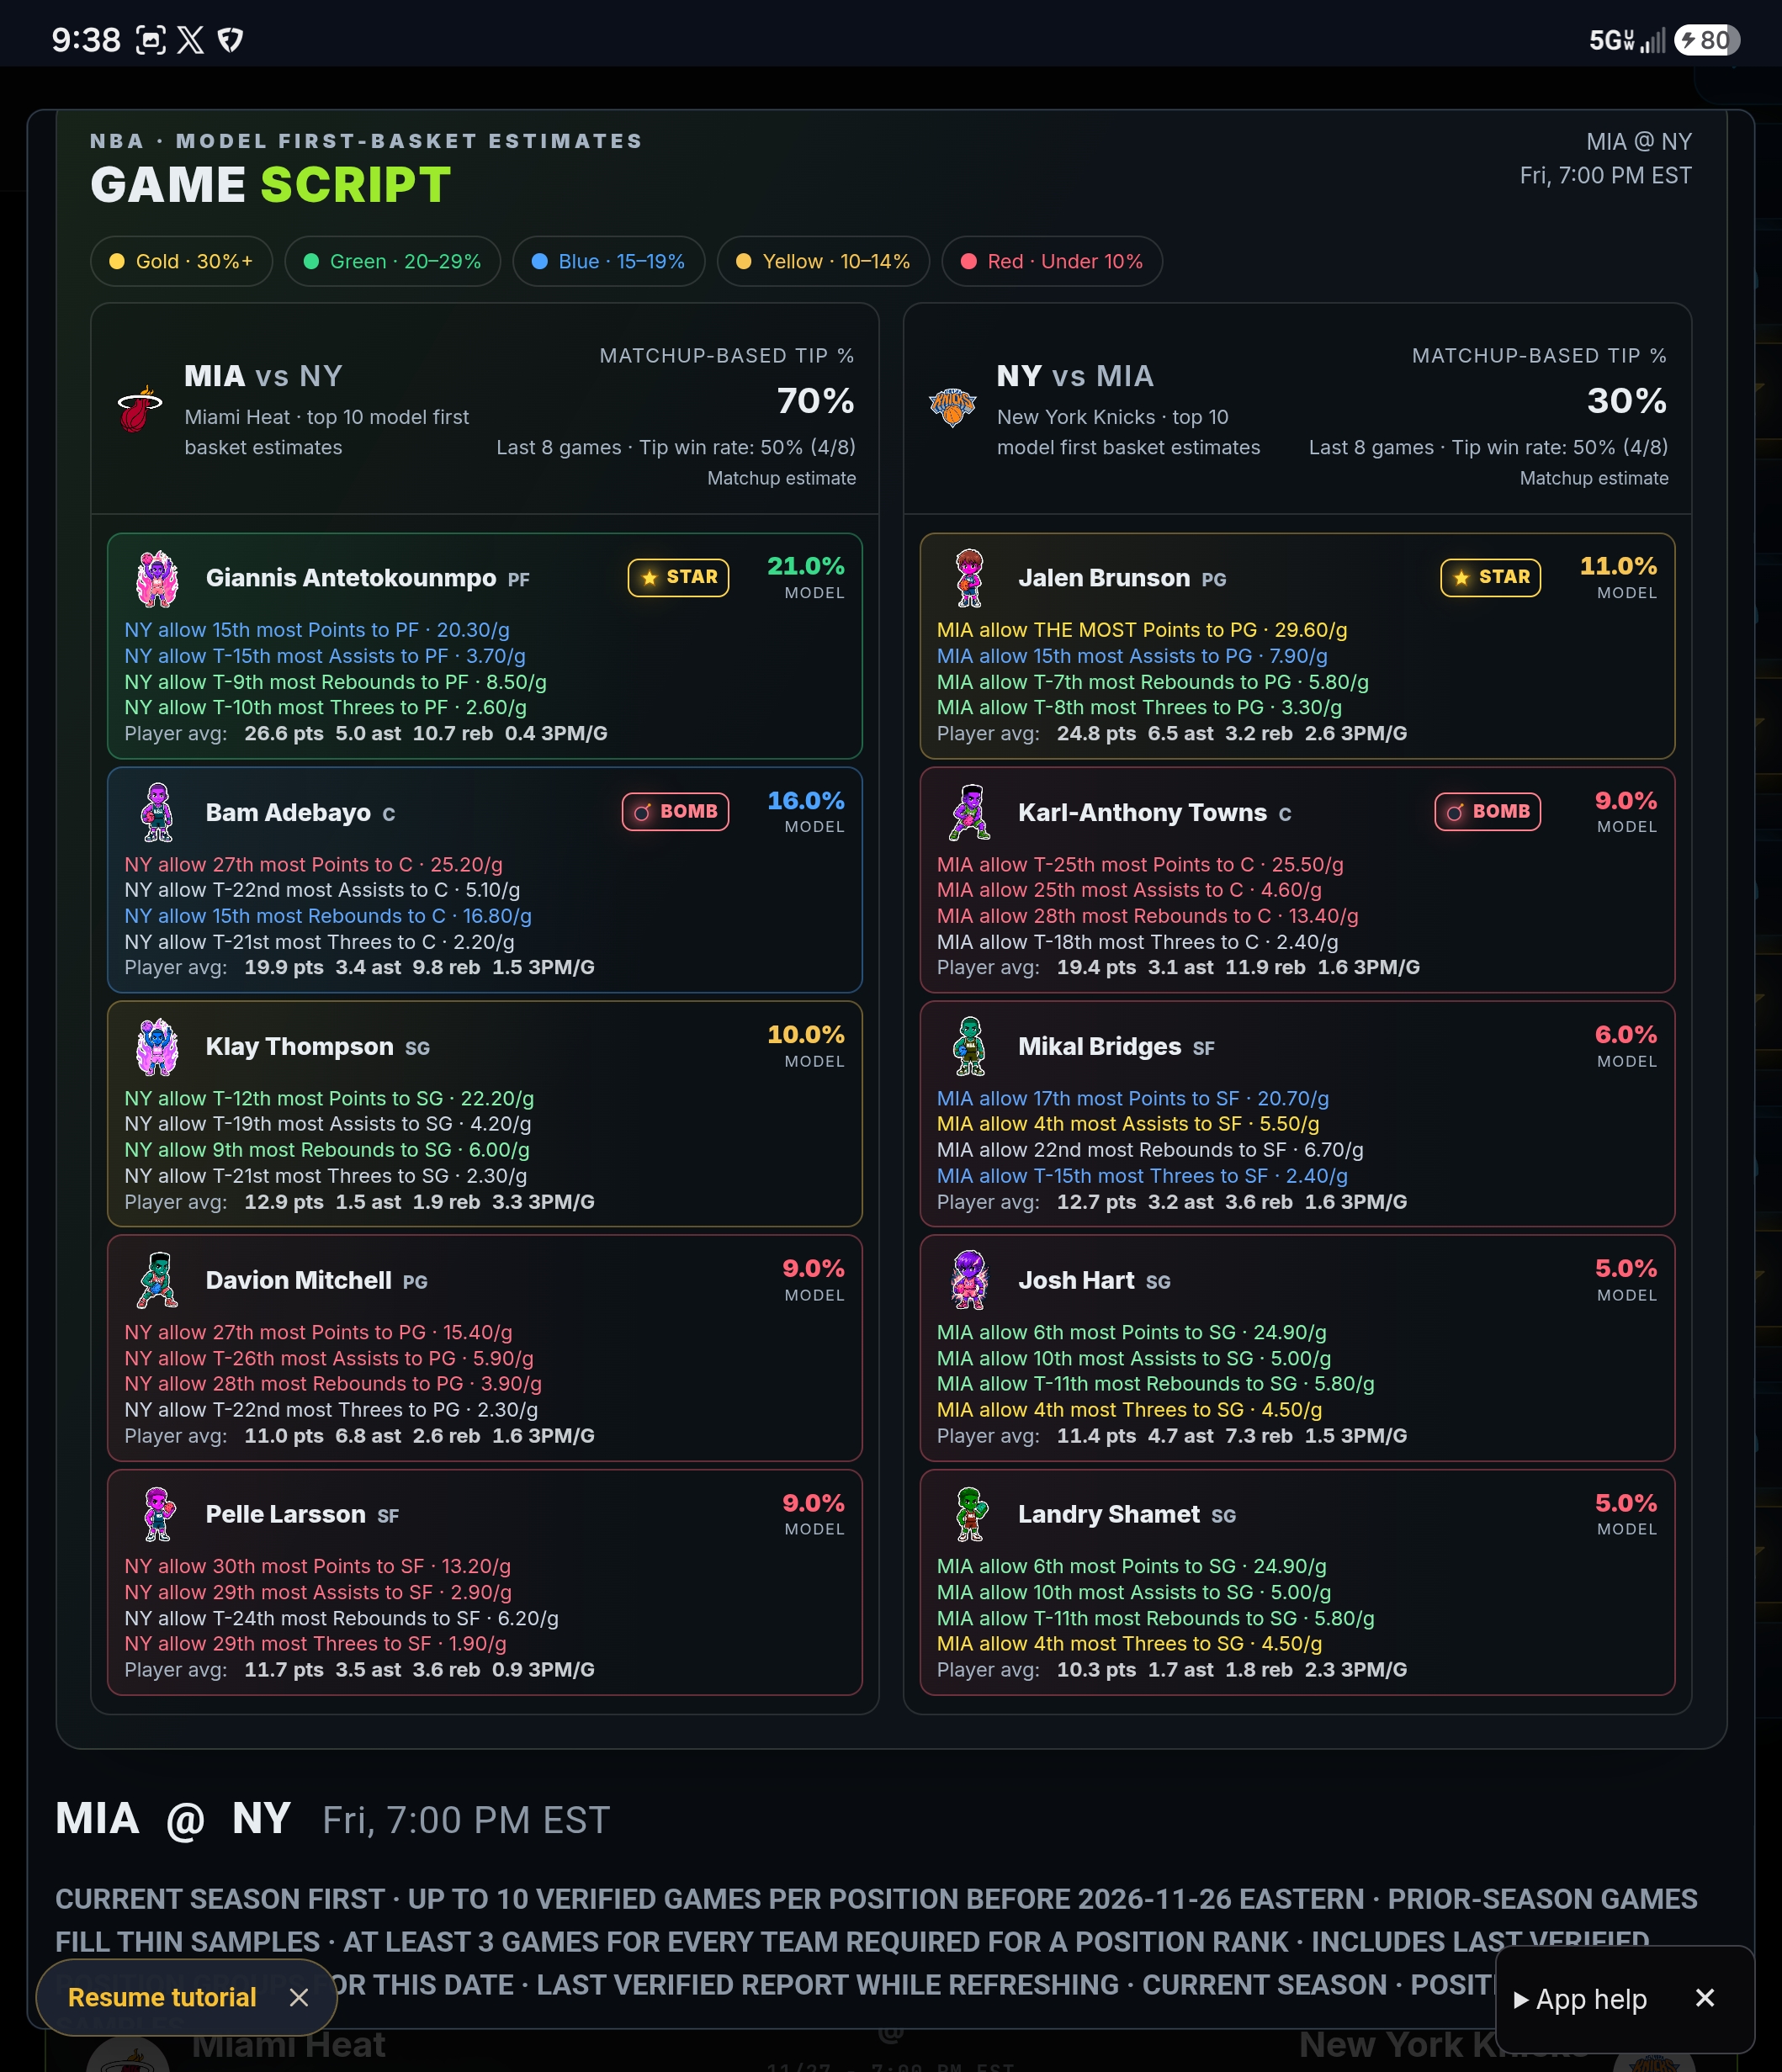 9:38
5G UW 80
NBA · MODEL FIRST-BASKET ESTIMATES
GAME SCRIPT
MIA @ NY
Fri, 7:00 PM EST
Gold · 30%+
Green · 20–29%
Blue · 15–19%
Yellow · 10–14%
Red · Under 10%
MIA vs NY
Miami Heat · top 10 model first
basket estimates
MATCHUP-BASED TIP %
70%
Last 8 games · Tip win rate: 50% (4/8)
Matchup estimate
Giannis Antetokounmpo PF
STAR
21.0%
MODEL
NY allow 15th most Points to PF · 20.30/g
NY allow T-15th most Assists to PF · 3.70/g
NY allow T-9th most Rebounds to PF · 8.50/g
NY allow T-10th most Threes to PF · 2.60/g
Player avg: 26.6 pts 5.0 ast 10.7 reb 0.4 3PM/G
Bam Adebayo C
BOMB
16.0%
MODEL
NY allow 27th most Points to C · 25.20/g
NY allow T-22nd most Assists to C · 5.10/g
NY allow 15th most Rebounds to C · 16.80/g
NY allow T-21st most Threes to C · 2.20/g
Player avg: 19.9 pts 3.4 ast 9.8 reb 1.5 3PM/G
Klay Thompson SG
10.0%
MODEL
NY allow T-12th most Points to SG · 22.20/g
NY allow T-19th most Assists to SG · 4.20/g
NY allow 9th most Rebounds to SG · 6.00/g
NY allow T-21st most Threes to SG · 2.30/g
Player avg: 12.9 pts 1.5 ast 1.9 reb 3.3 3PM/G
Davion Mitchell PG
9.0%
MODEL
NY allow 27th most Points to PG · 15.40/g
NY allow T-26th most Assists to PG · 5.90/g
NY allow 28th most Rebounds to PG · 3.90/g
NY allow T-22nd most Threes to PG · 2.30/g
Player avg: 11.0 pts 6.8 ast 2.6 reb 1.6 3PM/G
Pelle Larsson SF
9.0%
MODEL
NY allow 30th most Points to SF · 13.20/g
NY allow 29th most Assists to SF · 2.90/g
NY allow T-24th most Rebounds to SF · 6.20/g
NY allow 29th most Threes to SF · 1.90/g
Player avg: 11.7 pts 3.5 ast 3.6 reb 0.9 3PM/G
NY vs MIA
New York Knicks · top 10
model first basket estimates
MATCHUP-BASED TIP %
30%
Last 8 games · Tip win rate: 50% (4/8)
Matchup estimate
Jalen Brunson PG
STAR
11.0%
MODEL
MIA allow THE MOST Points to PG · 29.60/g
MIA allow 15th most Assists to PG · 7.90/g
MIA allow T-7th most Rebounds to PG · 5.80/g
MIA allow T-8th most Threes to PG · 3.30/g
Player avg: 24.8 pts 6.5 ast 3.2 reb 2.6 3PM/G
Karl-Anthony Towns C
BOMB
9.0%
MODEL
MIA allow T-25th most Points to C · 25.50/g
MIA allow 25th most Assists to C · 4.60/g
MIA allow 28th most Rebounds to C · 13.40/g
MIA allow T-18th most Threes to C · 2.40/g
Player avg: 19.4 pts 3.1 ast 11.9 reb 1.6 3PM/G
Mikal Bridges SF
6.0%
MODEL
MIA allow 17th most Points to SF · 20.70/g
MIA allow 4th most Assists to SF · 5.50/g
MIA allow 22nd most Rebounds to SF · 6.70/g
MIA allow T-15th most Threes to SF · 2.40/g
Player avg: 12.7 pts 3.2 ast 3.6 reb 1.6 3PM/G
Josh Hart SG
5.0%
MODEL
MIA allow 6th most Points to SG · 24.90/g
MIA allow 10th most Assists to SG · 5.00/g
MIA allow T-11th most Rebounds to SG · 5.80/g
MIA allow 4th most Threes to SG · 4.50/g
Player avg: 11.4 pts 4.7 ast 7.3 reb 1.5 3PM/G
Landry Shamet SG
5.0%
MODEL
MIA allow 6th most Points to SG · 24.90/g
MIA allow 10th most Assists to SG · 5.00/g
MIA allow T-11th most Rebounds to SG · 5.80/g
MIA allow 4th most Threes to SG · 4.50/g
Player avg: 10.3 pts 1.7 ast 1.8 reb 2.3 3PM/G
MIA @ NY Fri, 7:00 PM EST
CURRENT SEASON FIRST · UP TO 10 VERIFIED GAMES PER POSITION BEFORE 2026-11-26 EASTERN · PRIOR-SEASON GAMES
FILL THIN SAMPLES · AT LEAST 3 GAMES FOR EVERY TEAM REQUIRED FOR A POSITION RANK · INCLUDES LAST VERIFIED
FOR THIS DATE · LAST VERIFIED REPORT WHILE REFRESHING · CURRENT SEASON ·
Resume tutorial
App help
Miami Heat
@
New York
11/27 - 7:00 PM EST